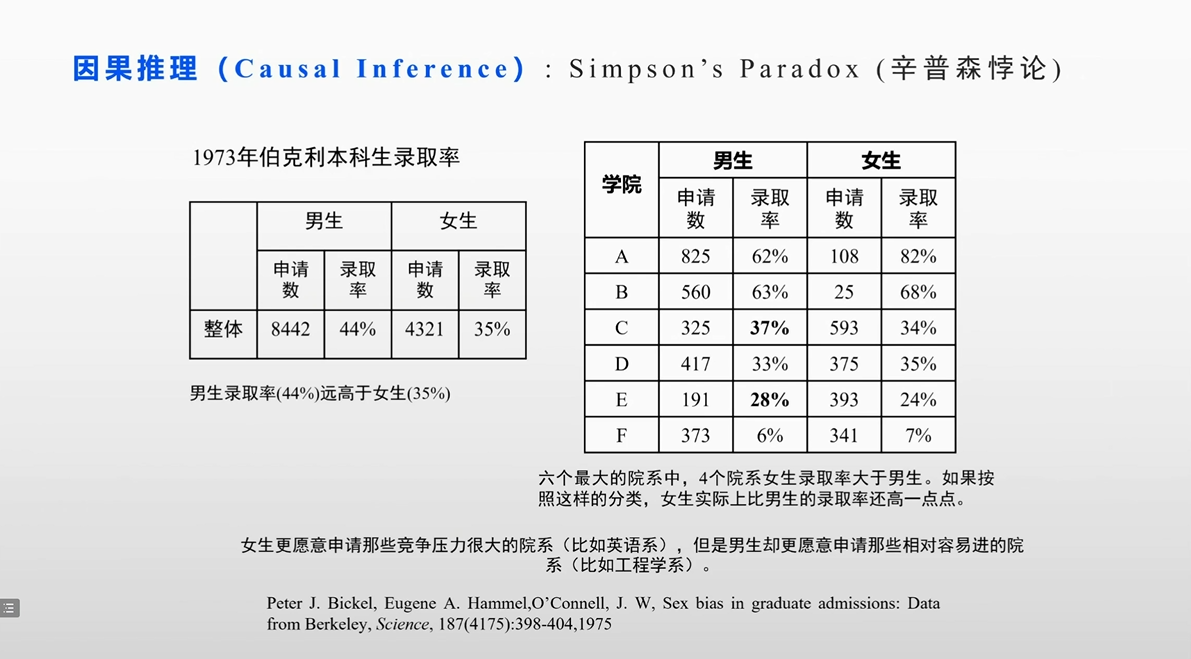 因果推理（Causal Inference）: Simpson’s Paradox (辛普森悖论)
1973年伯克利本科生录取率
男生 女生
申请数 录取率 申请数 录取率
整体 8442 44% 4321 35%
男生录取率(44%)远高于女生(35%)
学院 男生 女生
申请数 录取率 申请数 录取率
A 825 62% 108 82%
B 560 63% 25 68%
C 325 37% 593 34%
D 417 33% 375 35%
E 191 28% 393 24%
F 373 6% 341 7%
六个最大的院系中，4个院系女生录取率大于男生。如果按
照这样的分类，女生实际上比男生的录取率还高一点点。
女生更愿意申请那些竞争压力很大的院系（比如英语系），但是男生却更愿意申请那些相对容易进的院
系（比如工程学系）。
Peter J. Bickel, Eugene A. Hammel,O’Connell, J. W, Sex bias in graduate admissions: Data
from Berkeley, Science, 187(4175):398-404,1975